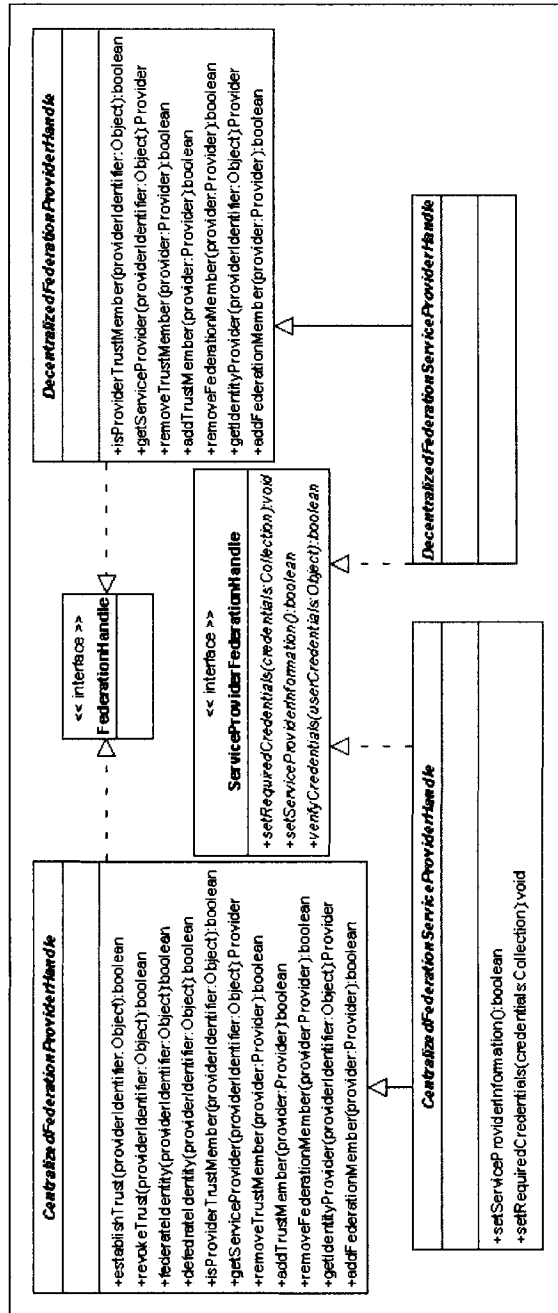 CentralizedFederationProviderHandle
+establishTrust(providerIdentifier:Object):boolean
+revokeTrust(providerIdentifier:Object):boolean
+federateIdentity(providerIdentifier:Object):boolean
+defedrateIdentity(providerIdentifier:Object):boolean
+isProviderTrustMember(providerIdentifier:Object):boolean
+getServiceProvider(providerIdentifier:Object):Provider
+removeTrustMember(provider:Provider):boolean
+addTrustMember(provider:Provider):boolean
+removeFederationMember(provider:Provider):boolean
+getIdentityProvider(providerIdentifier:Object):Provider
+addFederationMember(provider:Provider):boolean
<< interface >>
FederationHandle
DecentralizedFederationProviderHandle
+isProviderTrustMember(providerIdentifier:Object):boolean
+getServiceProvider(providerIdentifier:Object):Provider
+removeTrustMember(provider:Provider):boolean
+addTrustMember(provider:Provider):boolean
+removeFederationMember(provider:Provider):boolean
+getIdentityProvider(providerIdentifier:Object):Provider
+addFederationMember(provider:Provider):boolean
<< interface >>
ServiceProviderFederationHandle
+setRequiredCredentials(credentials:Collection):void
+setServiceProviderInformation():boolean
+verifyCredentials(userCredentials:Object):boolean
CentralizedFederationServiceProviderHandle
+setServiceProviderInformation():boolean
+setRequiredCredentials(credentials:Collection):void
DecentralizedFederationServiceProviderHandle